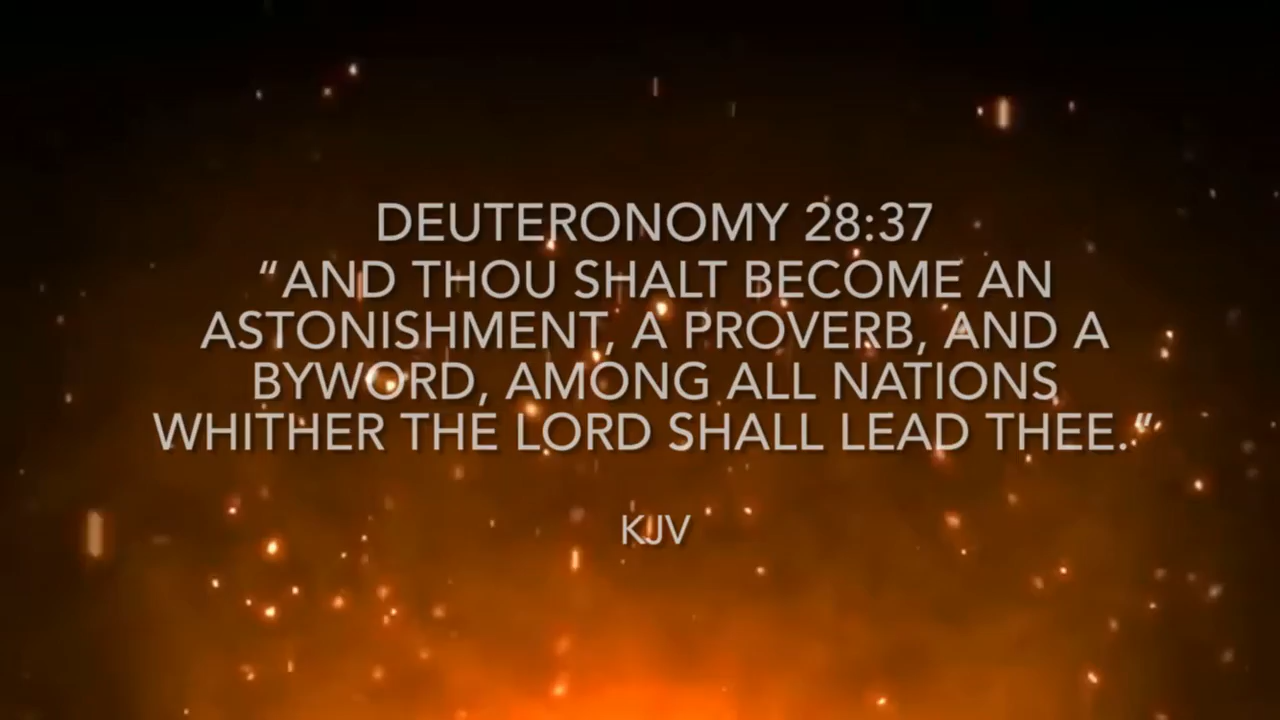 DEUTERONOMY 28:37
“AND THOU SHALT BECOME AN
ASTONISHMENT, A PROVERB, AND A
BYWORD, AMONG ALL NATIONS
WHITHER THE LORD SHALL LEAD THEE.“
KJV